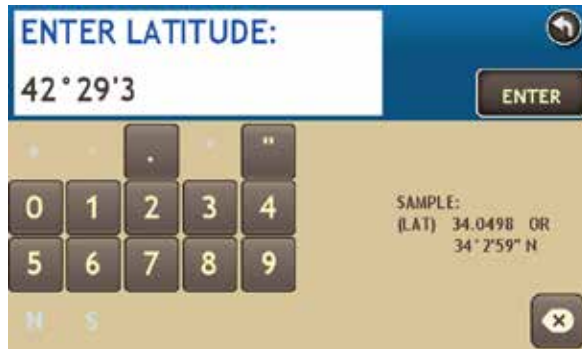 ENTER LATITUDE:
42°29'3
ENTER
. "
0 1 2 3 4
SAMPLE:
(LAT) 34.0498 OR
34°2'59" N
5 6 7 8 9
N S